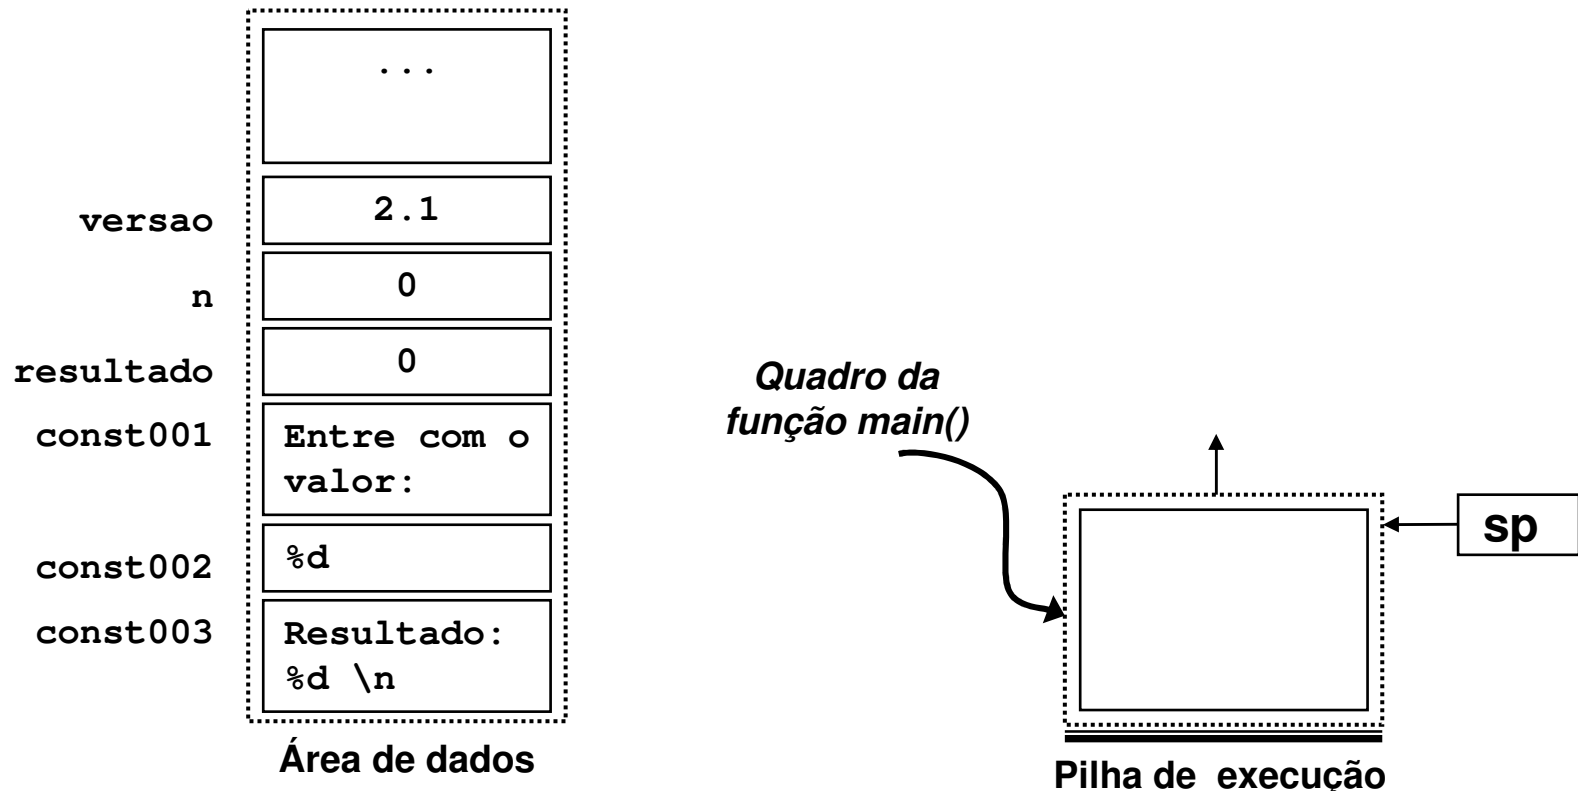 ...
versao
2.1
n
0
resultado
0
const001
Entre com o
valor:
const002
%d
const003
Resultado:
%d \n
Área de dados
Quadro da
função main()
sp
Pilha de execução